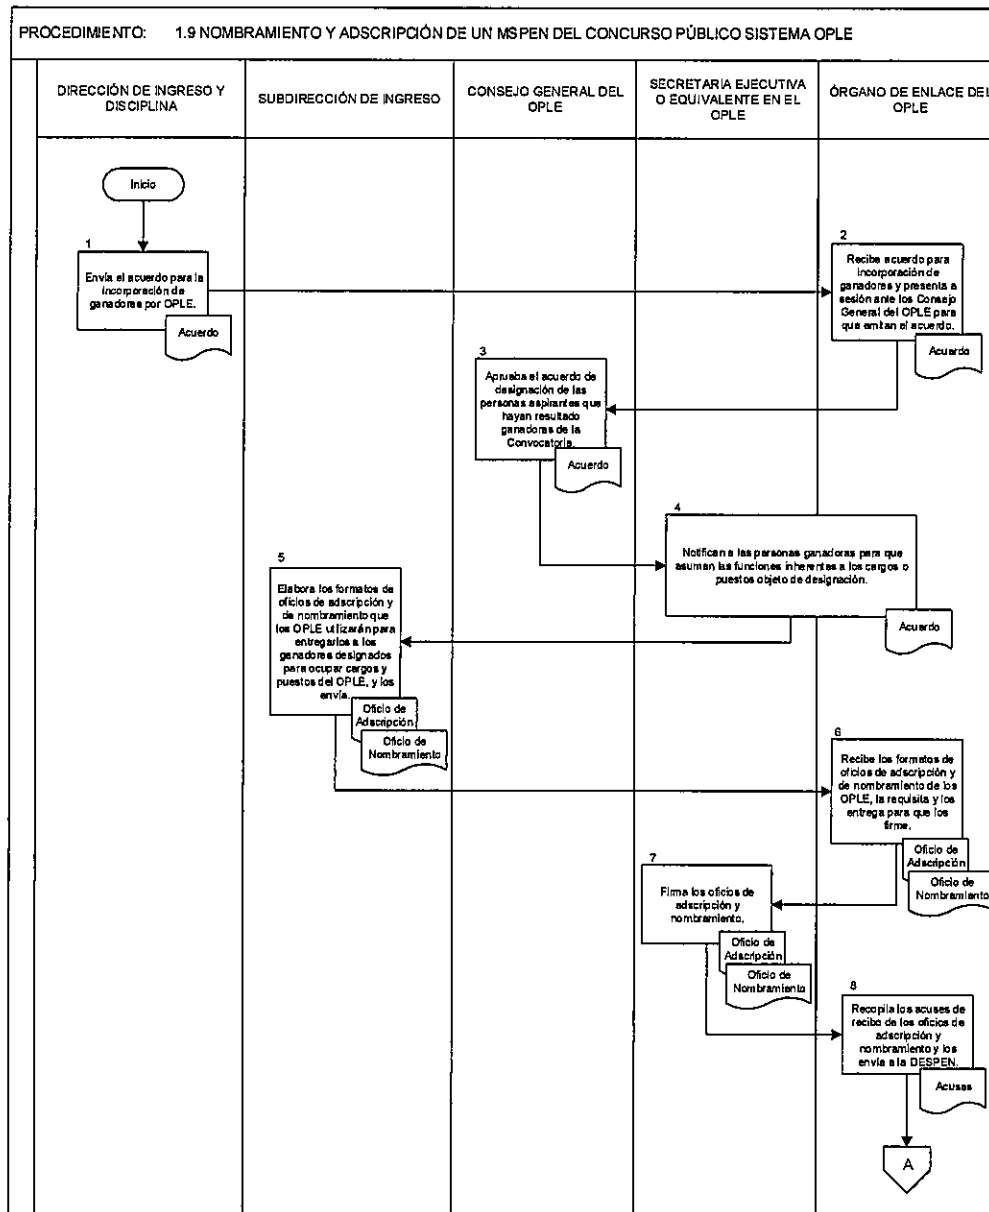 PROCEDIMIENTO: 1.9 NOMBRAMIENTO Y ADSCRIPCIÓN DE UN MSPEN DEL CONCURSO PÚBLICO SISTEMA OPLE
DIRECCIÓN DE INGRESO Y
DISCIPLINA
SUBDIRECCIÓN DE INGRESO
CONSEJO GENERAL DEL
OPLE
SECRETARIA EJECUTIVA
O EQUIVALENTE EN EL
OPLE
ÓRGANO DE ENLACE DEL
OPLE
Inicio
1
Envía el acuerdo para la
incorporación de
ganadoras por OPLE.
Acuerdo
2
Recibe acuerdo para
incorporación de
ganadores y presenta a
sesión ante los Consejo
General del OPLE para
que emitan el acuerdo.
Acuerdo
3
Aprueba el acuerdo de
designación de las
personas aspirantes que
hayan resultado
ganadoras de la
Convocatoria.
Acuerdo
4
Notifican a las personas ganadoras para que
asuman las funciones inherentes a los cargos o
puestos objeto de designación.
Acuerdo
5
Elabora los formatos de
oficios de adscripción y
de nombramiento que
los OPLE utilizarán para
entregarlos a los
ganadores designados
para ocupar cargos y
puestos del OPLE, y los
envía.
Oficio de
Adscripción
Oficio de
Nombramiento
6
Recibe los formatos de
oficios de adscripción y
de nombramiento de los
OPLE, la requisita y los
entrega para que los
firme.
Oficio de
Adscripción
Oficio de
Nombramiento
7
Firma los oficios de
adscripción y
nombramiento.
Oficio de
Adscripción
Oficio de
Nombramiento
8
Recopila los acuses de
recibo de los oficios de
adscripción y
nombramiento y los
envía a la DESPEN.
Acuses
A